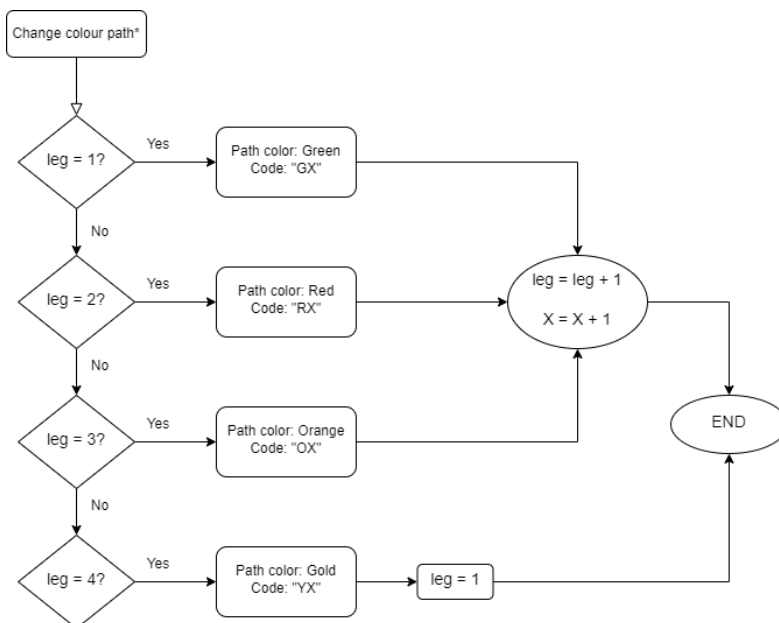 Change colour path*
leg = 1?
Yes
Path color: Green
Code: "GX"
No
leg = 2?
Yes
Path color: Red
Code: "RX"
leg = leg + 1
X = X + 1
No
leg = 3?
Yes
Path color: Orange
Code: "OX"
END
No
leg = 4?
Yes
Path color: Gold
Code: "YX"
leg = 1